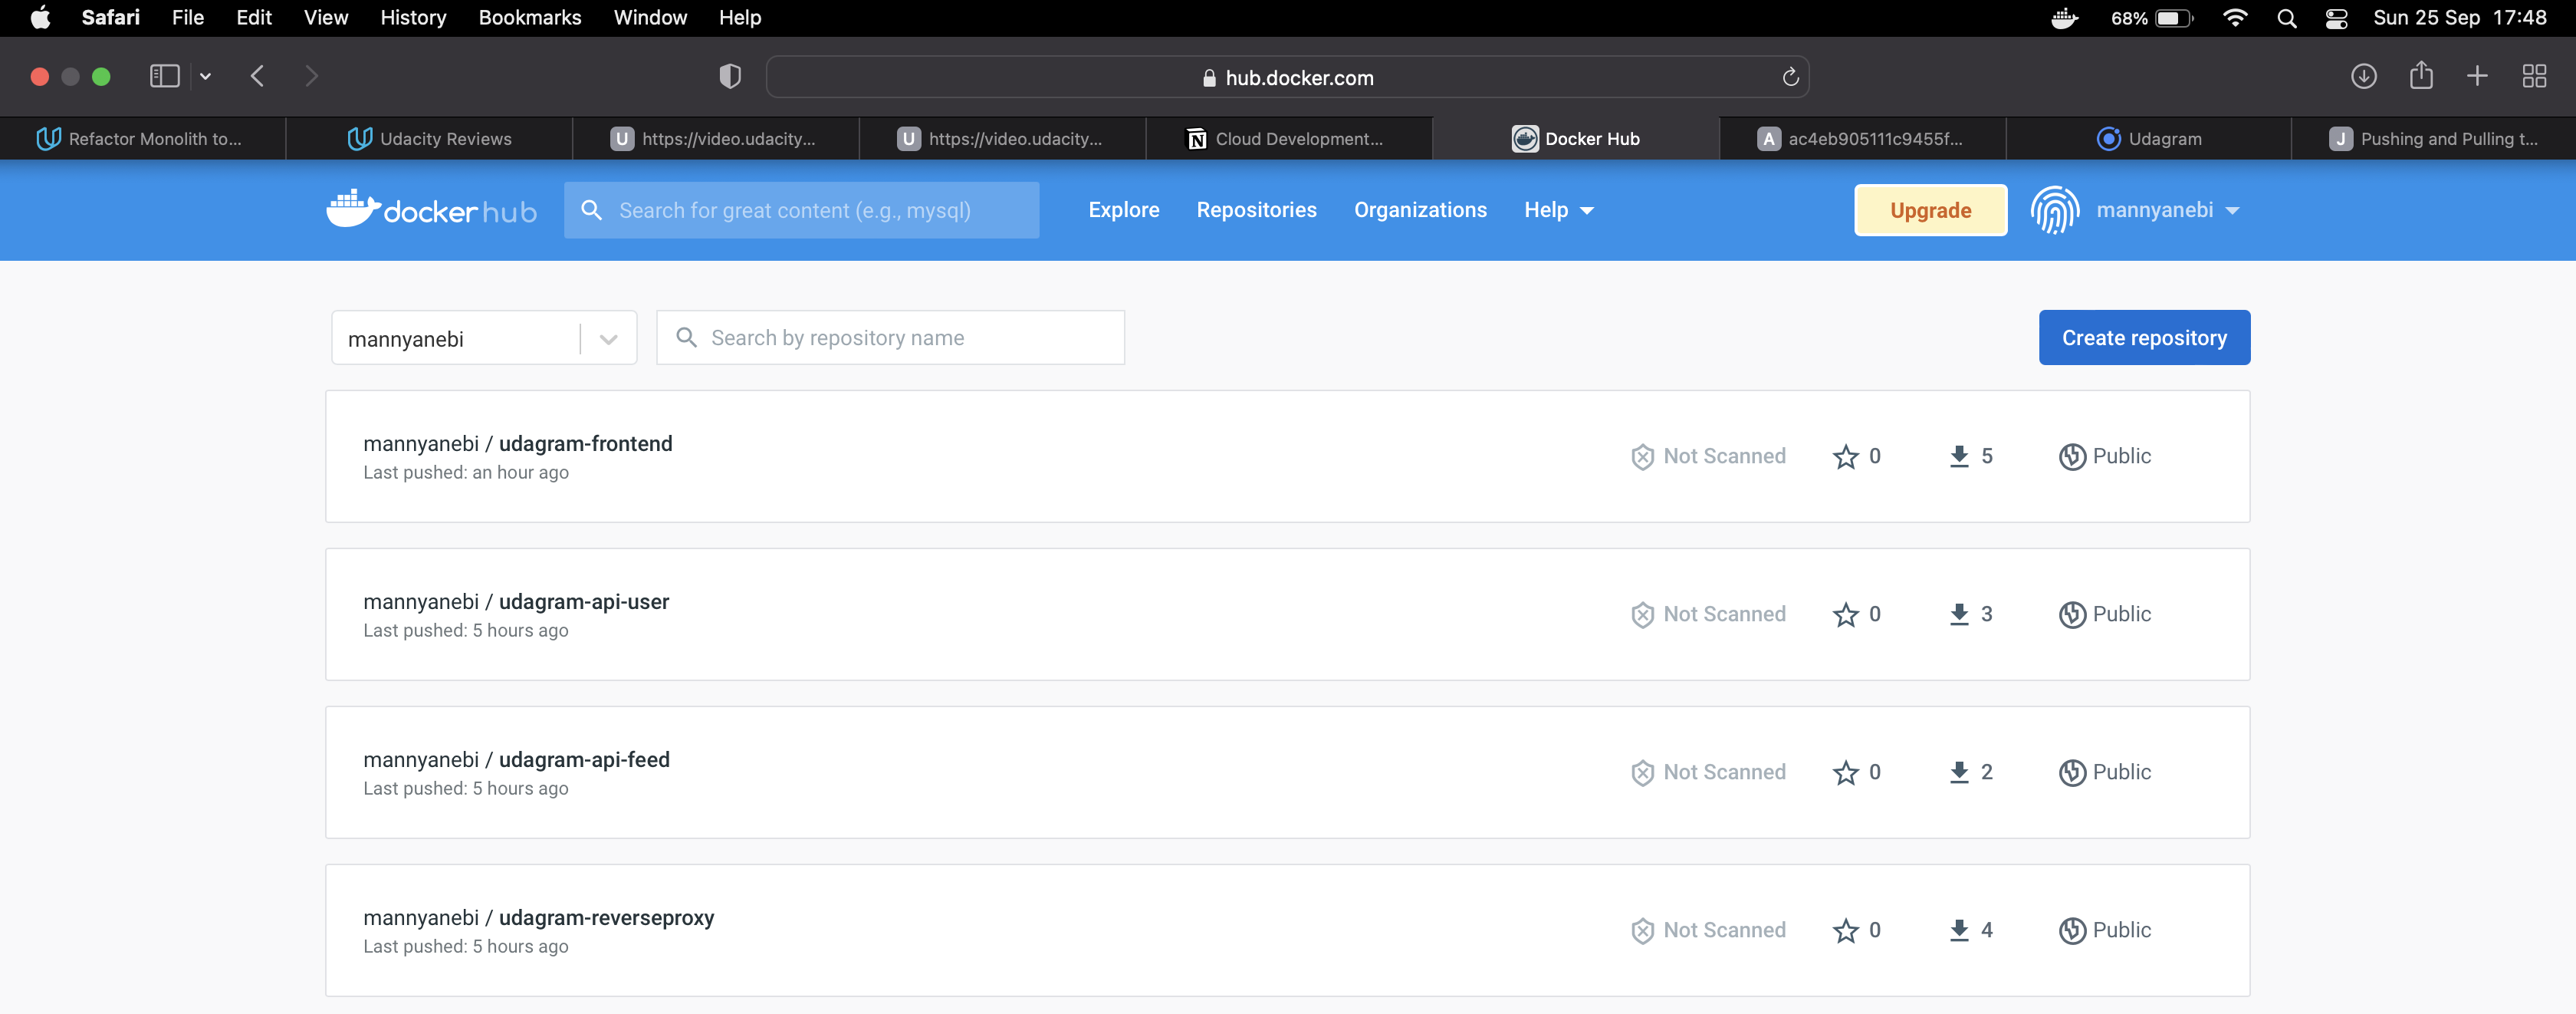 Safari File Edit View History Bookmarks Window Help 68% Sun 25 Sep 17:48
hub.docker.com
Refactor Monolith to... Udacity Reviews U https://video.udacity... U https://video.udacity... Cloud Development... Docker Hub A ac4eb905111c9455f... Udagram J Pushing and Pulling t...
docker hub Search for great content (e.g., mysql) Explore Repositories Organizations Help Upgrade mannyanebi
mannyanebi Search by repository name Create repository
mannyanebi / udagram-frontend
Last pushed: an hour ago
Not Scanned 0 5 Public
mannyanebi / udagram-api-user
Last pushed: 5 hours ago
Not Scanned 0 3 Public
mannyanebi / udagram-api-feed
Last pushed: 5 hours ago
Not Scanned 0 2 Public
mannyanebi / udagram-reverseproxy
Last pushed: 5 hours ago
Not Scanned 0 4 Public